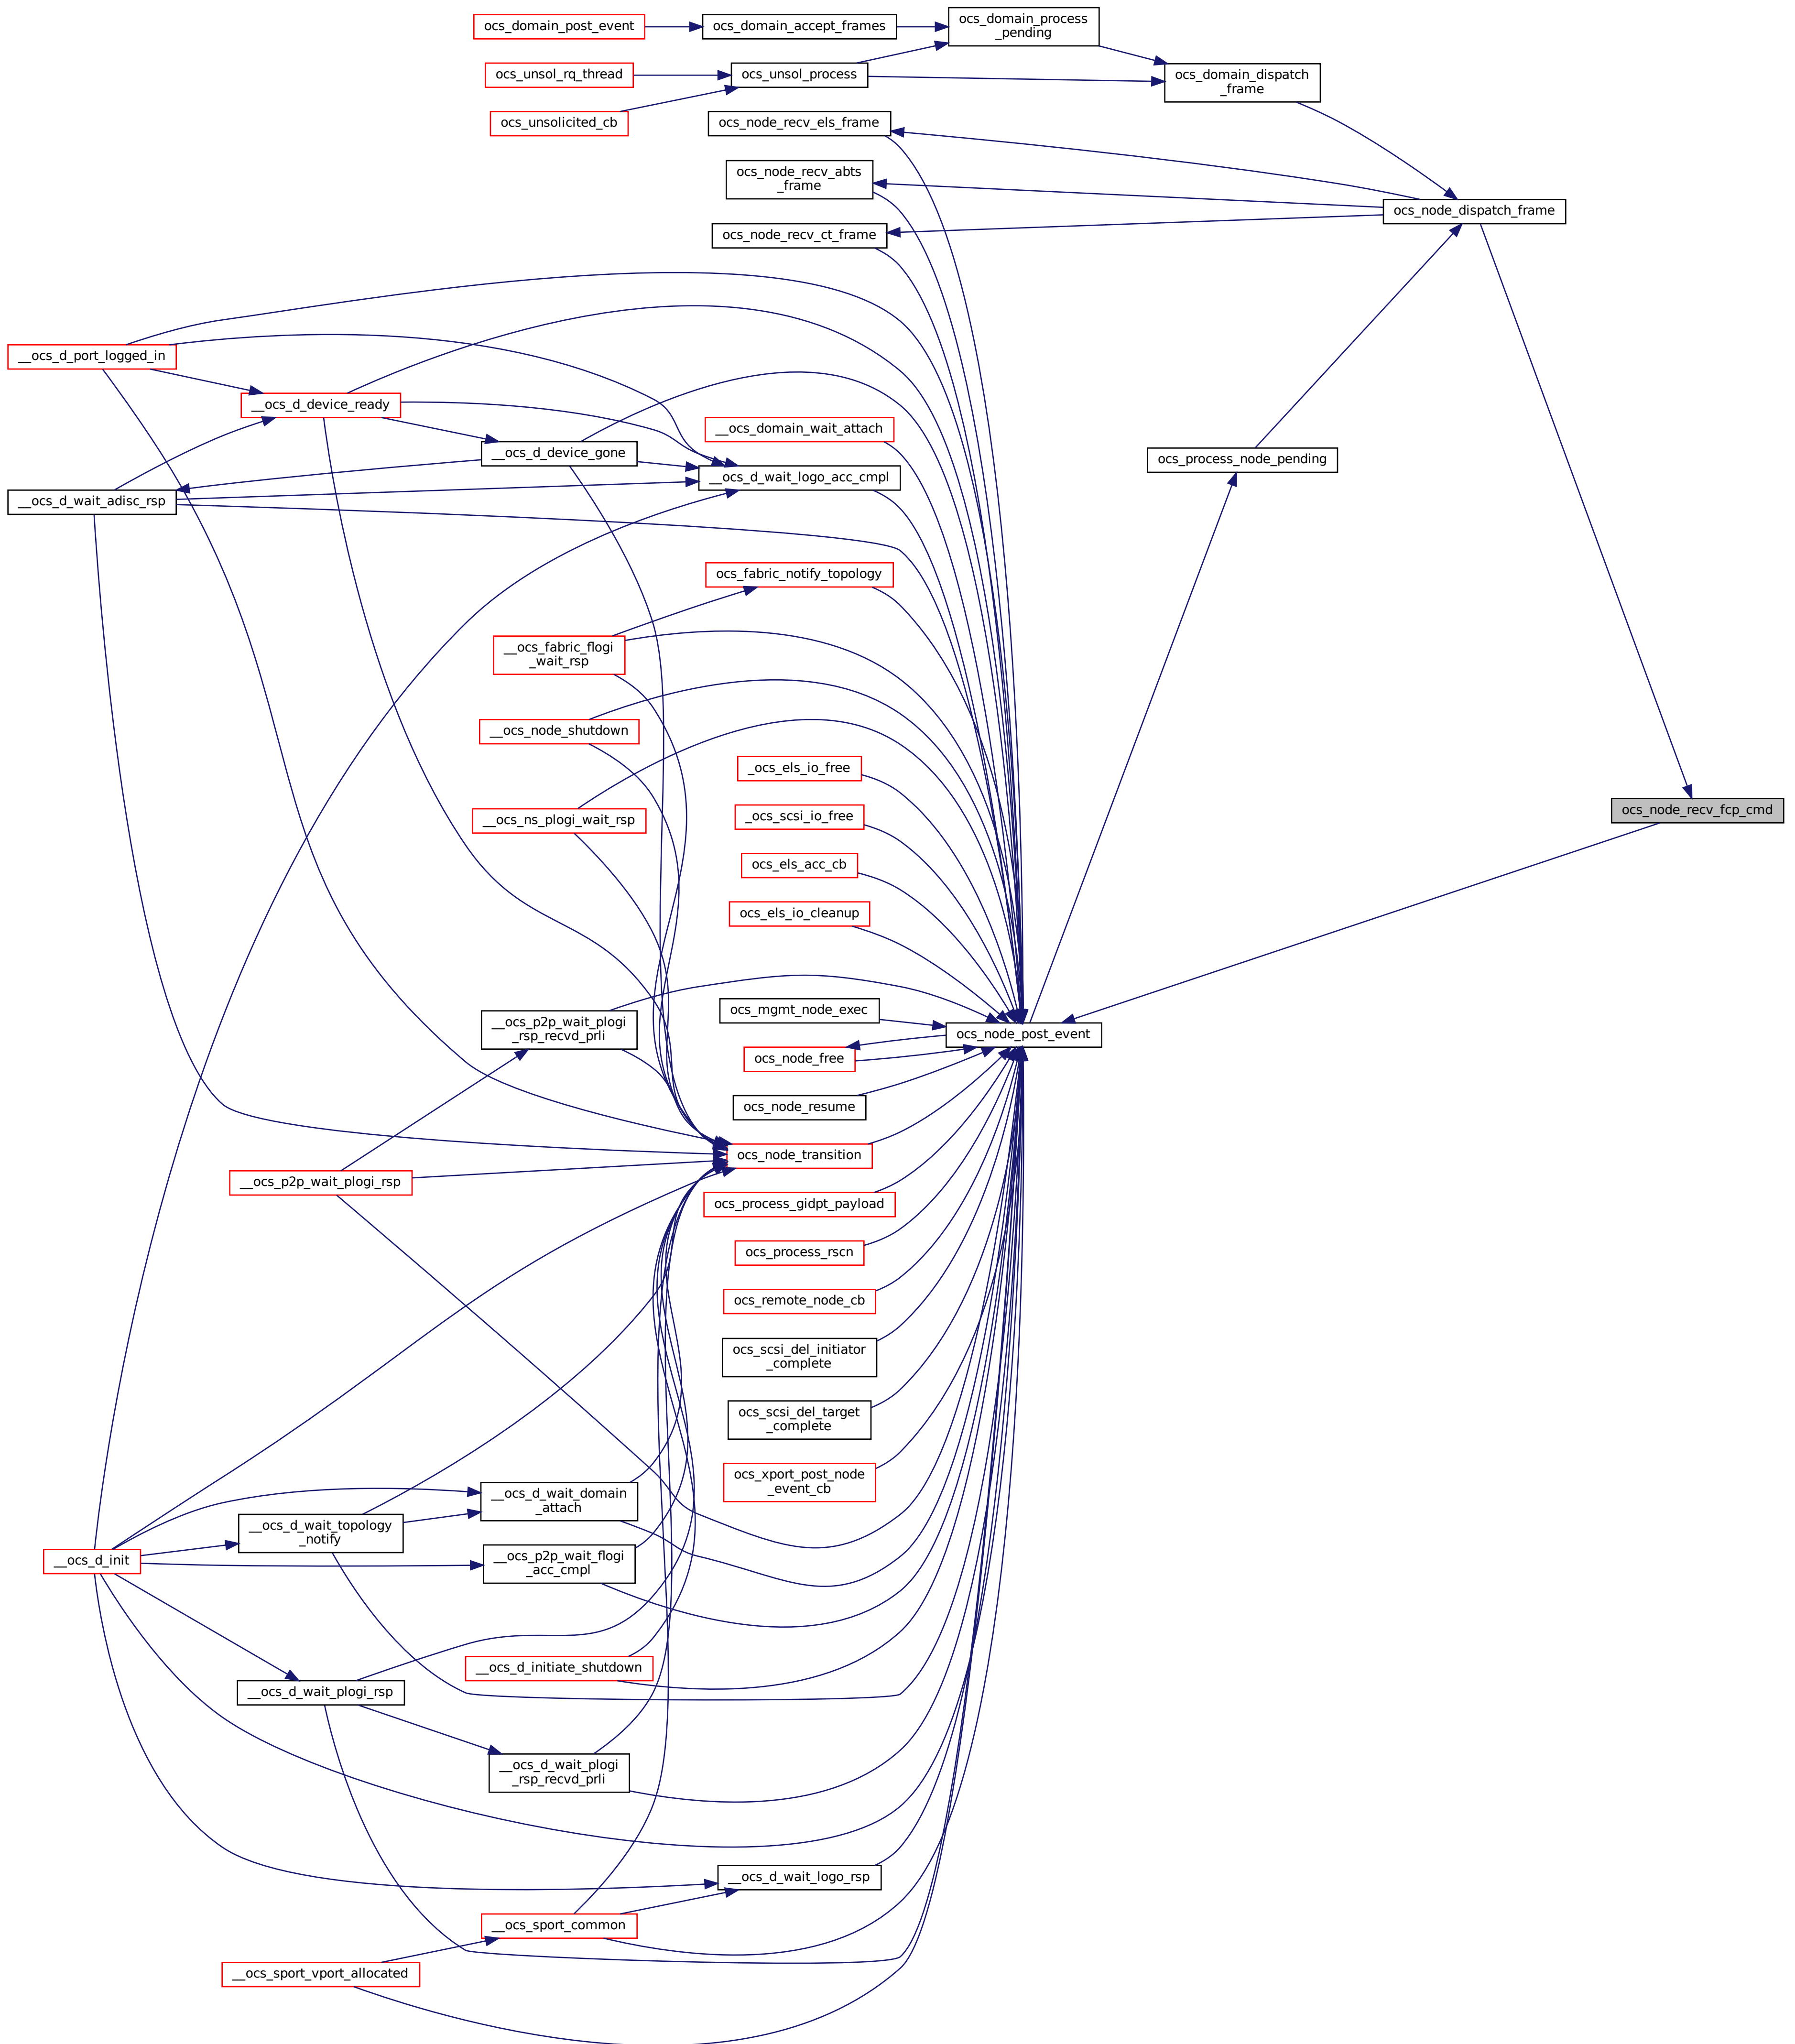 ocs_domain_post_event
ocs_domain_accept_frames
ocs_domain_process
_pending
ocs_unsol_rq_thread
ocs_unsol_process
ocs_domain_dispatch
_frame
ocs_unsolicited_cb
ocs_node_recv_els_frame
ocs_node_recv_abts
_frame
ocs_node_dispatch_frame
ocs_node_recv_ct_frame
__ocs_d_port_logged_in
__ocs_d_device_ready
__ocs_domain_wait_attach
__ocs_d_device_gone
ocs_process_node_pending
__ocs_d_wait_logo_acc_cmpl
__ocs_d_wait_adisc_rsp
ocs_fabric_notify_topology
__ocs_fabric_flogi
_wait_rsp
__ocs_node_shutdown
_ocs_els_io_free
ocs_node_recv_fcp_cmd
_ocs_scsi_io_free
__ocs_ns_plogi_wait_rsp
ocs_els_acc_cb
ocs_els_io_cleanup
ocs_mgmt_node_exec
__ocs_p2p_wait_plogi
_rsp_recvd_prli
ocs_node_post_event
ocs_node_free
ocs_node_resume
ocs_node_transition
__ocs_p2p_wait_plogi_rsp
ocs_process_gidpt_payload
ocs_process_rscn
ocs_remote_node_cb
ocs_scsi_del_initiator
_complete
ocs_scsi_del_target
_complete
ocs_xport_post_node
_event_cb
__ocs_d_wait_domain
_attach
__ocs_d_wait_topology
_notify
__ocs_d_init
__ocs_p2p_wait_flogi
_acc_cmpl
__ocs_d_initiate_shutdown
__ocs_d_wait_plogi_rsp
__ocs_d_wait_plogi
_rsp_recvd_prli
__ocs_d_wait_logo_rsp
__ocs_sport_common
__ocs_sport_vport_allocated